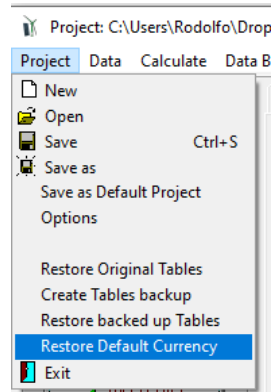 Project: C:\Users\Rodolfo\Drop
Project Data Calculate Data B
New
Open
Save Ctrl+S
Save as
Save as Default Project
Options
Restore Original Tables
Create Tables backup
Restore backed up Tables
Restore Default Currency
Exit